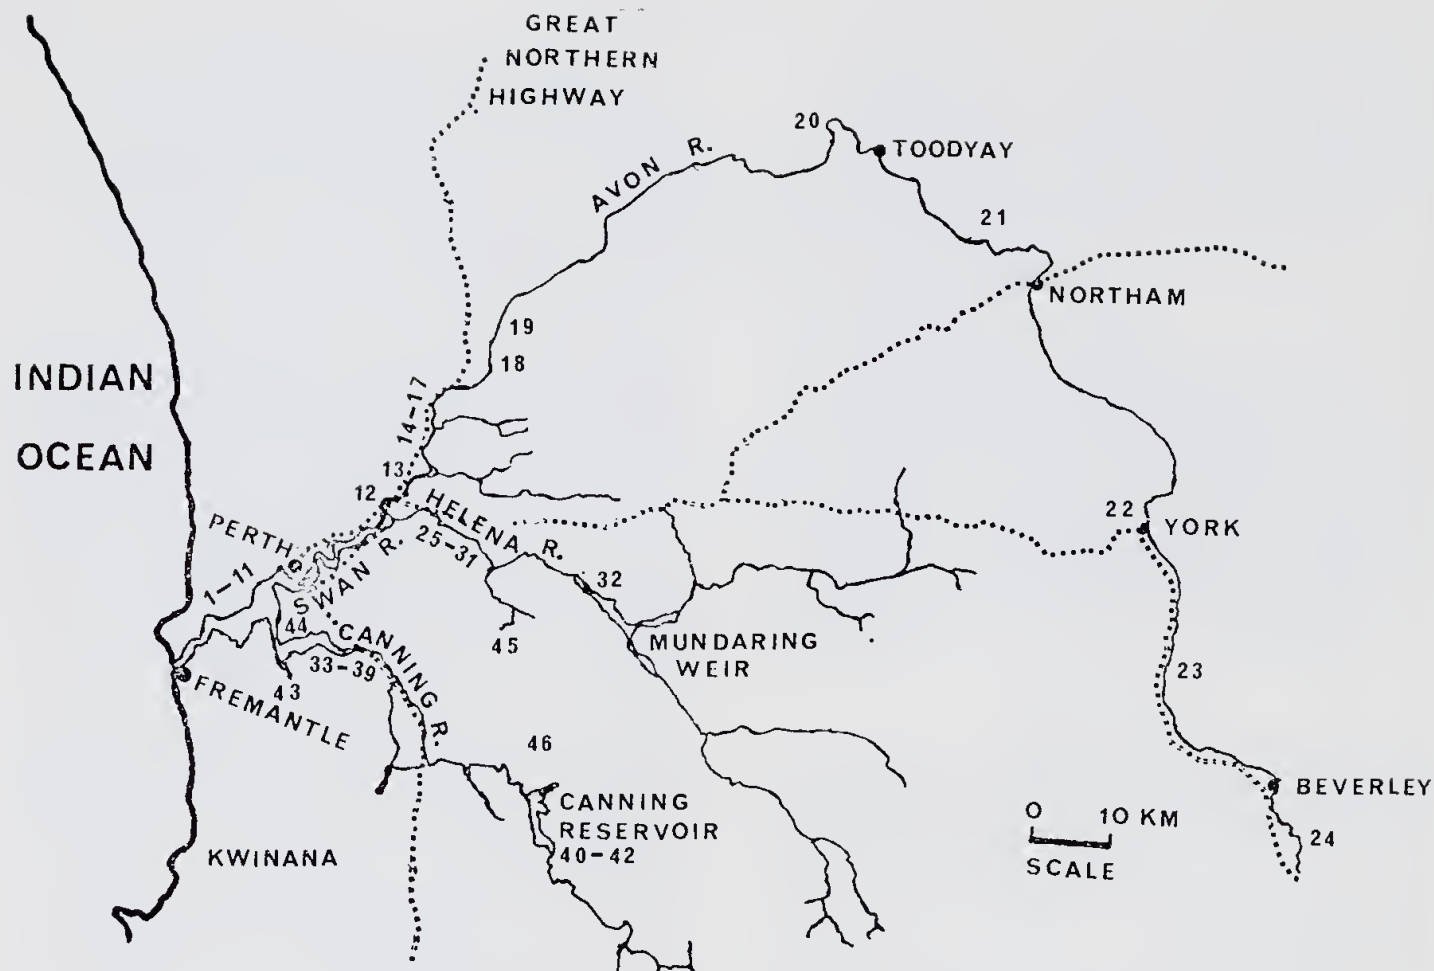 GREAT
NORTHERN
HIGHWAY
20
TOODYAY
AVON R.
21
NORTHAM
19
18
INDIAN
OCEAN
14-17
13
12
HELENA R.
25-31
PERTH
SWAN R.
1-11
22
YORK
32
44
CANNING R.
45
MUNDARING
WEIR
33-39
43
FREMANTLE
23
46
CANNING
RESERVOIR
40-42
BEVERLEY
0 10 KM
SCALE
24
KWINANA